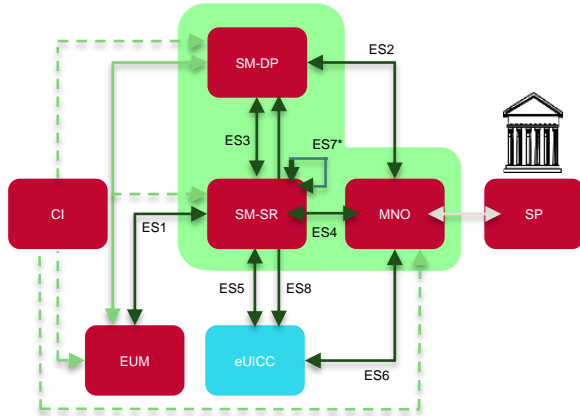 ES2
SM-DP
ES3
ES7*
CI
SM-SR
MNO
SP
ES1
ES4
ES5
ES8
EUM
eUICC
ES6